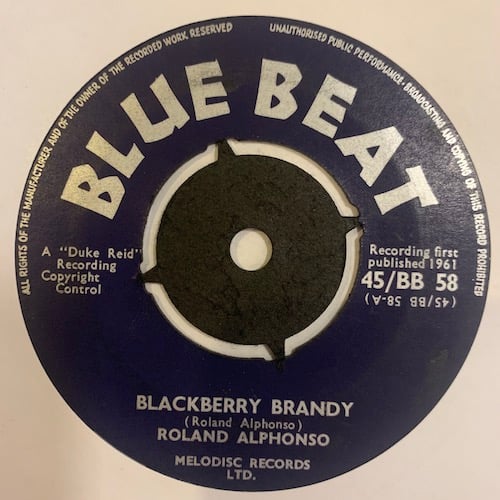 ALL RIGHTS OF THE MANUFACTURER AND OF THE OWNER OF THE RECORDED WORK RESERVED
UNAUTHORISED PUBLIC PERFORMANCE · BROADCASTING AND COPYING OF THIS RECORD PROHIBITED
BLUE BEAT
A "Duke Reid"
Recording
Copyright
Control
Recording first
published 1961
45/BB 58
(45/BB 58-A)
BLACKBERRY BRANDY
(Roland Alphonso)
ROLAND ALPHONSO
MELODISC RECORDS
LTD.